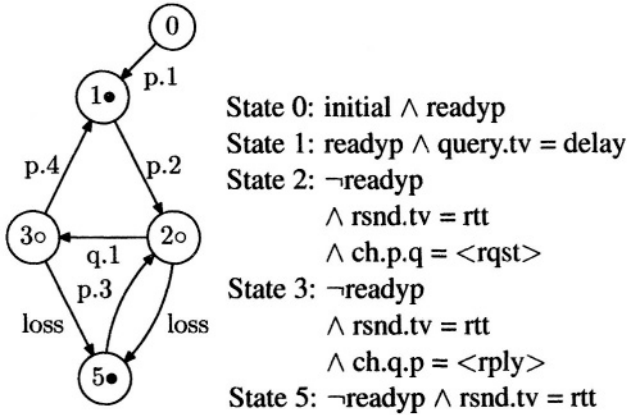 0
p.1
1●
p.4
p.2
3○
2○
q.1
p.3
loss
loss
5●
State 0: initial ∧ readyp
State 1: readyp ∧ query.tv = delay
State 2: ¬readyp
∧ rsnd.tv = rtt
∧ ch.p.q = <rqst>
State 3: ¬readyp
∧ rsnd.tv = rtt
∧ ch.q.p = <rply>
State 5: ¬readyp ∧ rsnd.tv = rtt